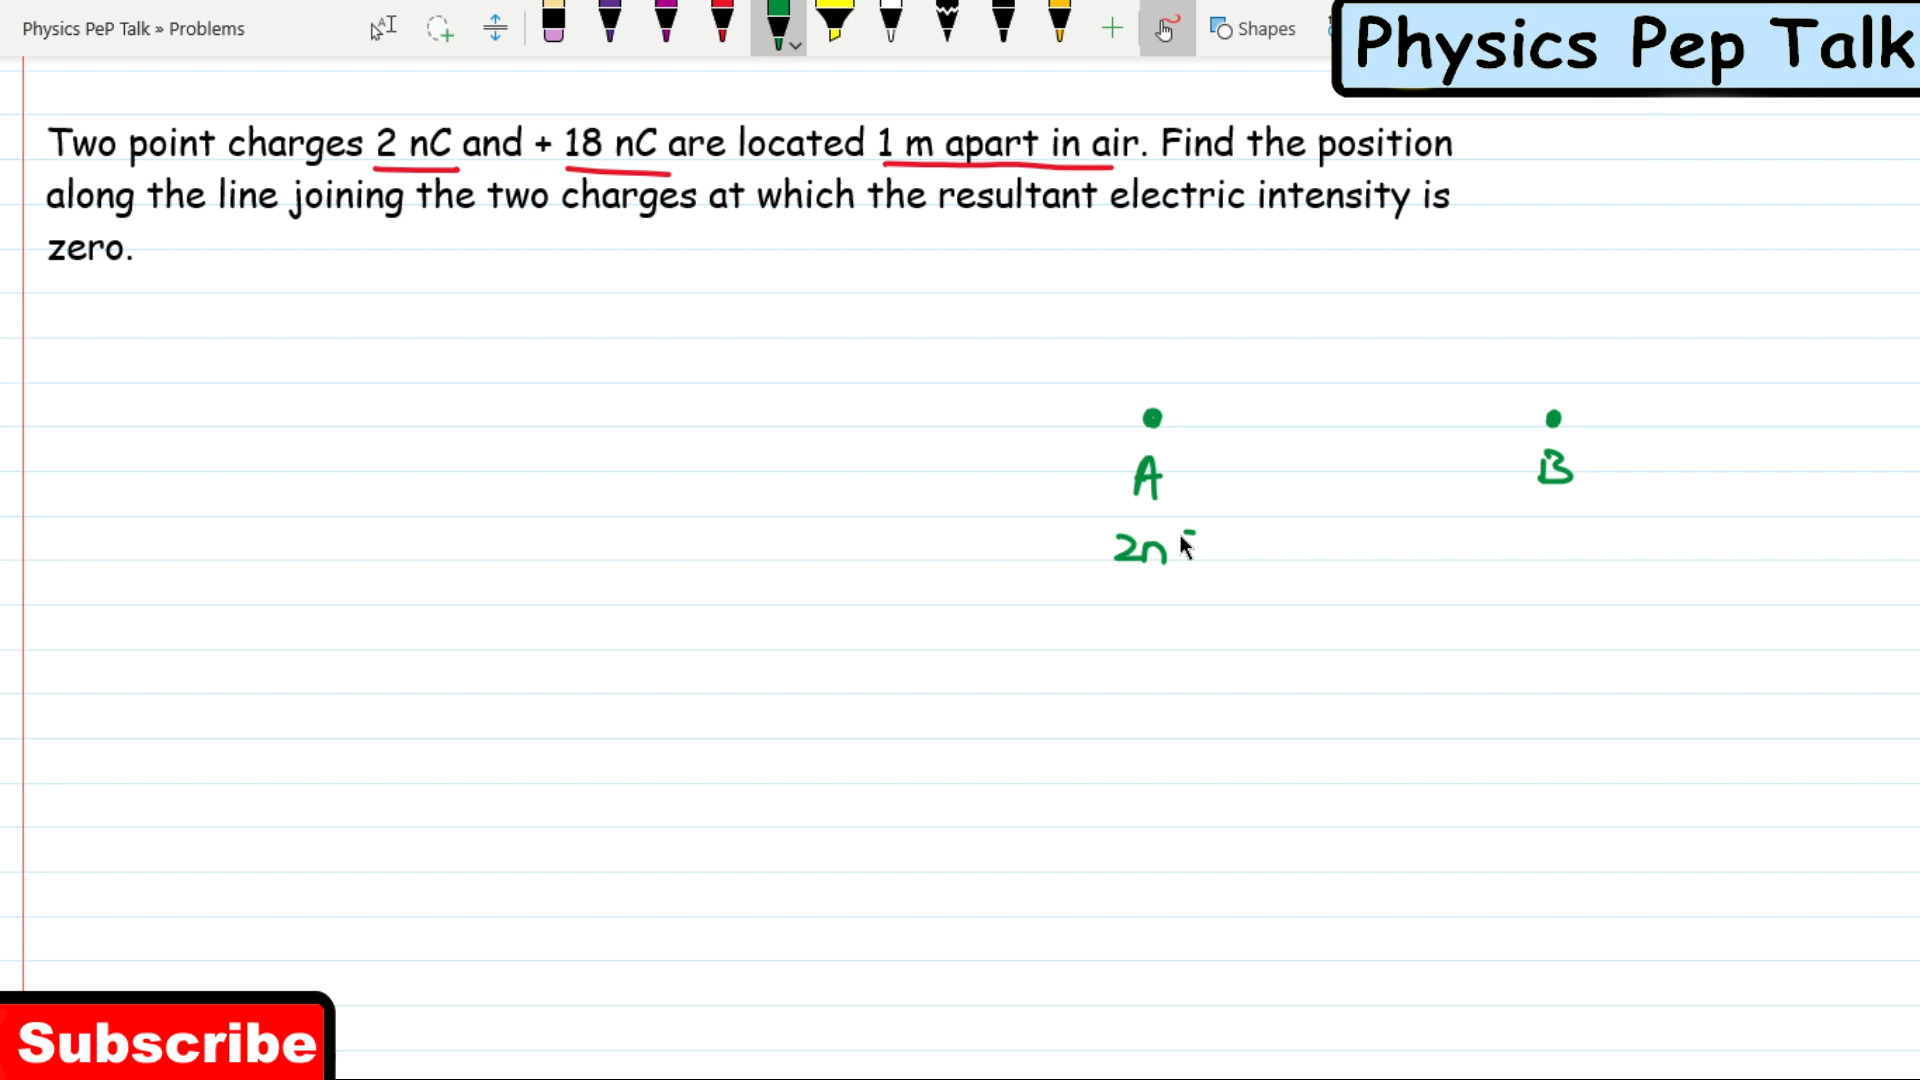 Physics PeP Talk » Problems
Shapes
Physics Pep Talk
Two point charges 2 nC and + 18 nC are located 1 m apart in air. Find the position
along the line joining the two charges at which the resultant electric intensity is
zero.
A B
2n
Subscribe